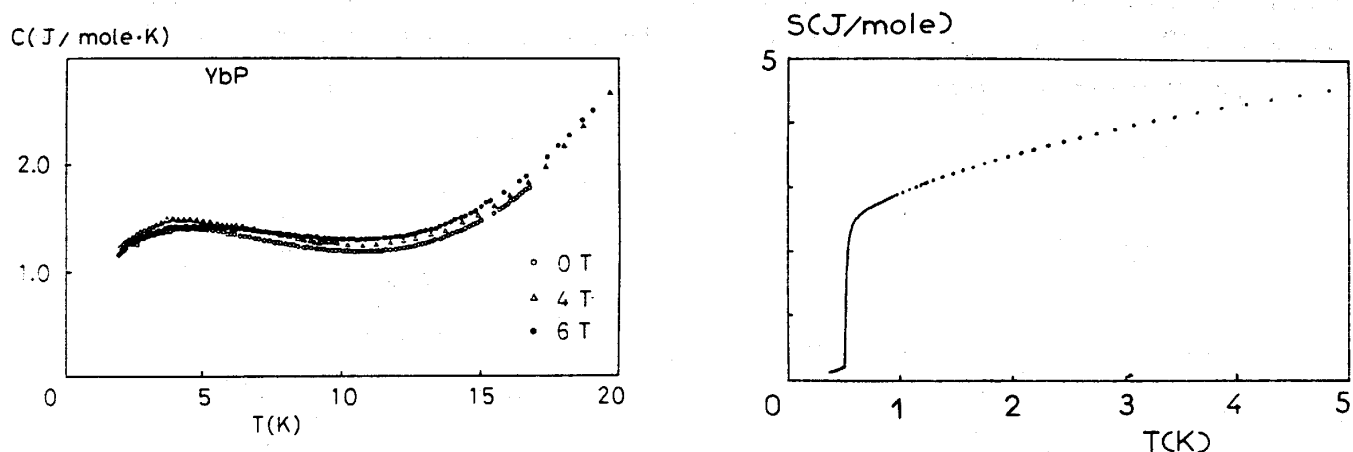 C(J/mole·K)
YbP
2.0
1.0
○ 0 T
▵ 4 T
• 6 T
0 5 10 15 20
T(K)
S(J/mole)
5
0 1 2 3 4 5
T(K)